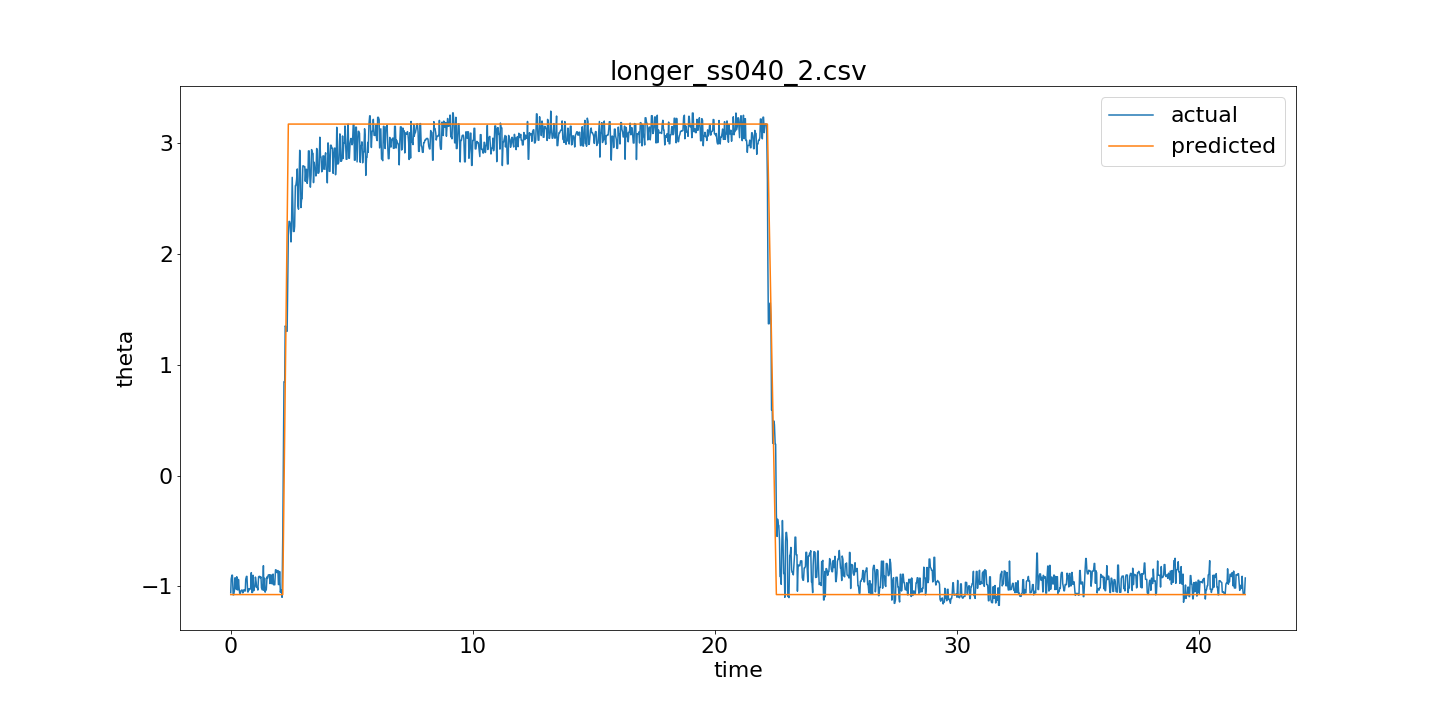 longer_ss040_2.csv
actual
predicted
3
2
1
0
−1
theta
0 10 20 30 40
time